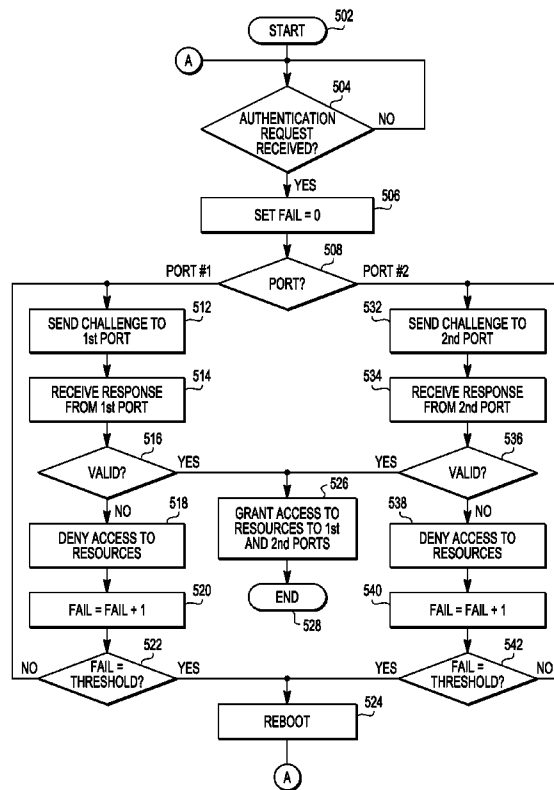 START
502
A
504
AUTHENTICATION
REQUEST
RECEIVED?
NO
YES
506
SET FAIL = 0
508
PORT #1
PORT?
PORT #2
512
SEND CHALLENGE TO
1st PORT
532
SEND CHALLENGE TO
2nd PORT
514
RECEIVE RESPONSE
FROM 1st PORT
534
RECEIVE RESPONSE
FROM 2nd PORT
516
VALID?
YES
YES
536
VALID?
NO
518
DENY ACCESS TO
RESOURCES
526
GRANT ACCESS TO
RESOURCES TO 1st
AND 2nd PORTS
NO
538
DENY ACCESS TO
RESOURCES
520
FAIL = FAIL + 1
END
528
540
FAIL = FAIL + 1
522
NO
FAIL =
THRESHOLD?
YES
542
YES
FAIL =
THRESHOLD?
NO
524
REBOOT
A